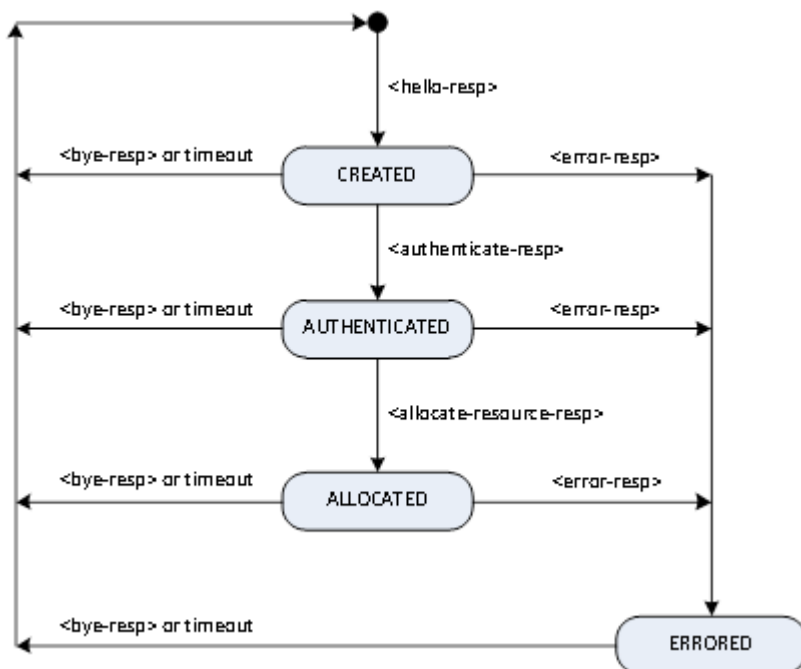 <hello-resp>
<bye-resp> or timeout
CREATED
<error-resp>
<authenticate-resp>
<bye-resp> or timeout
AUTHENTICATED
<error-resp>
<allocate-resource-resp>
<bye-resp> or timeout
ALLOCATED
<error-resp>
<bye-resp> or timeout
ERRORED